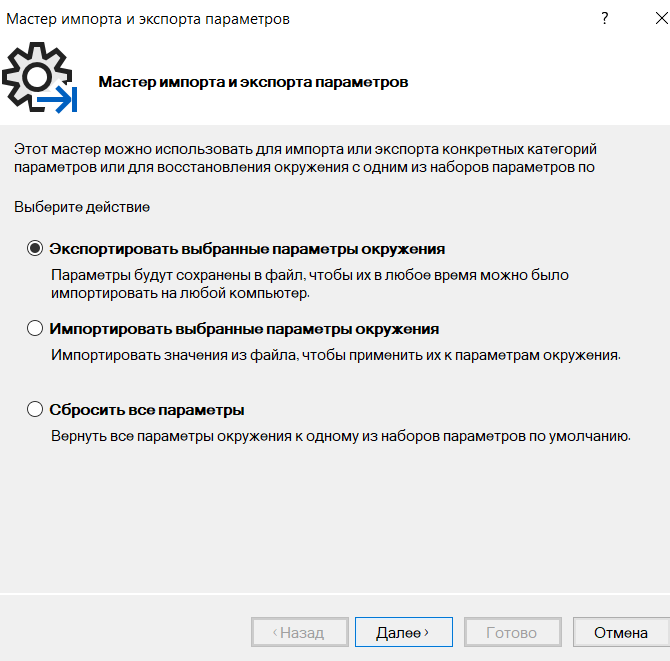 Мастер импорта и экспорта параметров
?
Мастер импорта и экспорта параметров
Этот мастер можно использовать для импорта или экспорта конкретных категорий
параметров или для восстановления окружения с одним из наборов параметров по
Выберите действие
Экспортировать выбранные параметры окружения
Параметры будут сохранены в файл, чтобы их в любое время можно было
импортировать на любой компьютер.
Импортировать выбранные параметры окружения
Импортировать значения из файла, чтобы применить их к параметрам окружения.
Сбросить все параметры
Вернуть все параметры окружения к одному из наборов параметров по умолчанию.
‹ Назад
Далее ›
Готово
Отмена